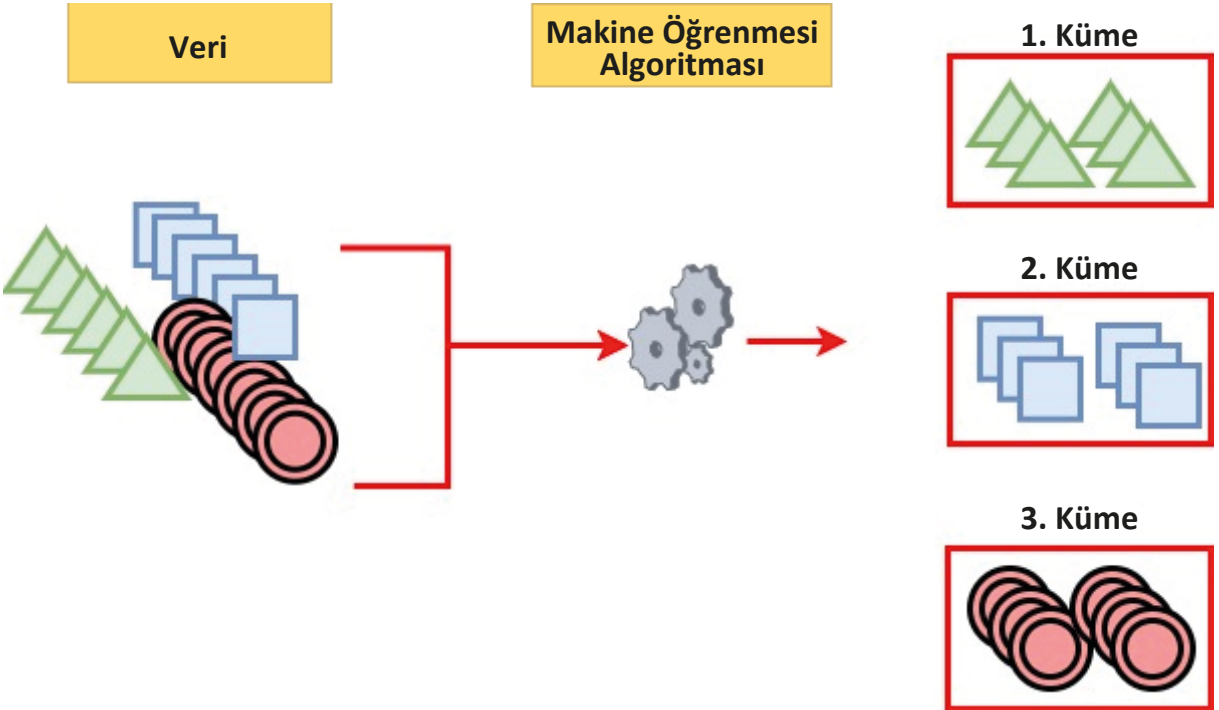 Veri
Makine Öğrenmesi
Algoritması
1. Küme
2. Küme
3. Küme